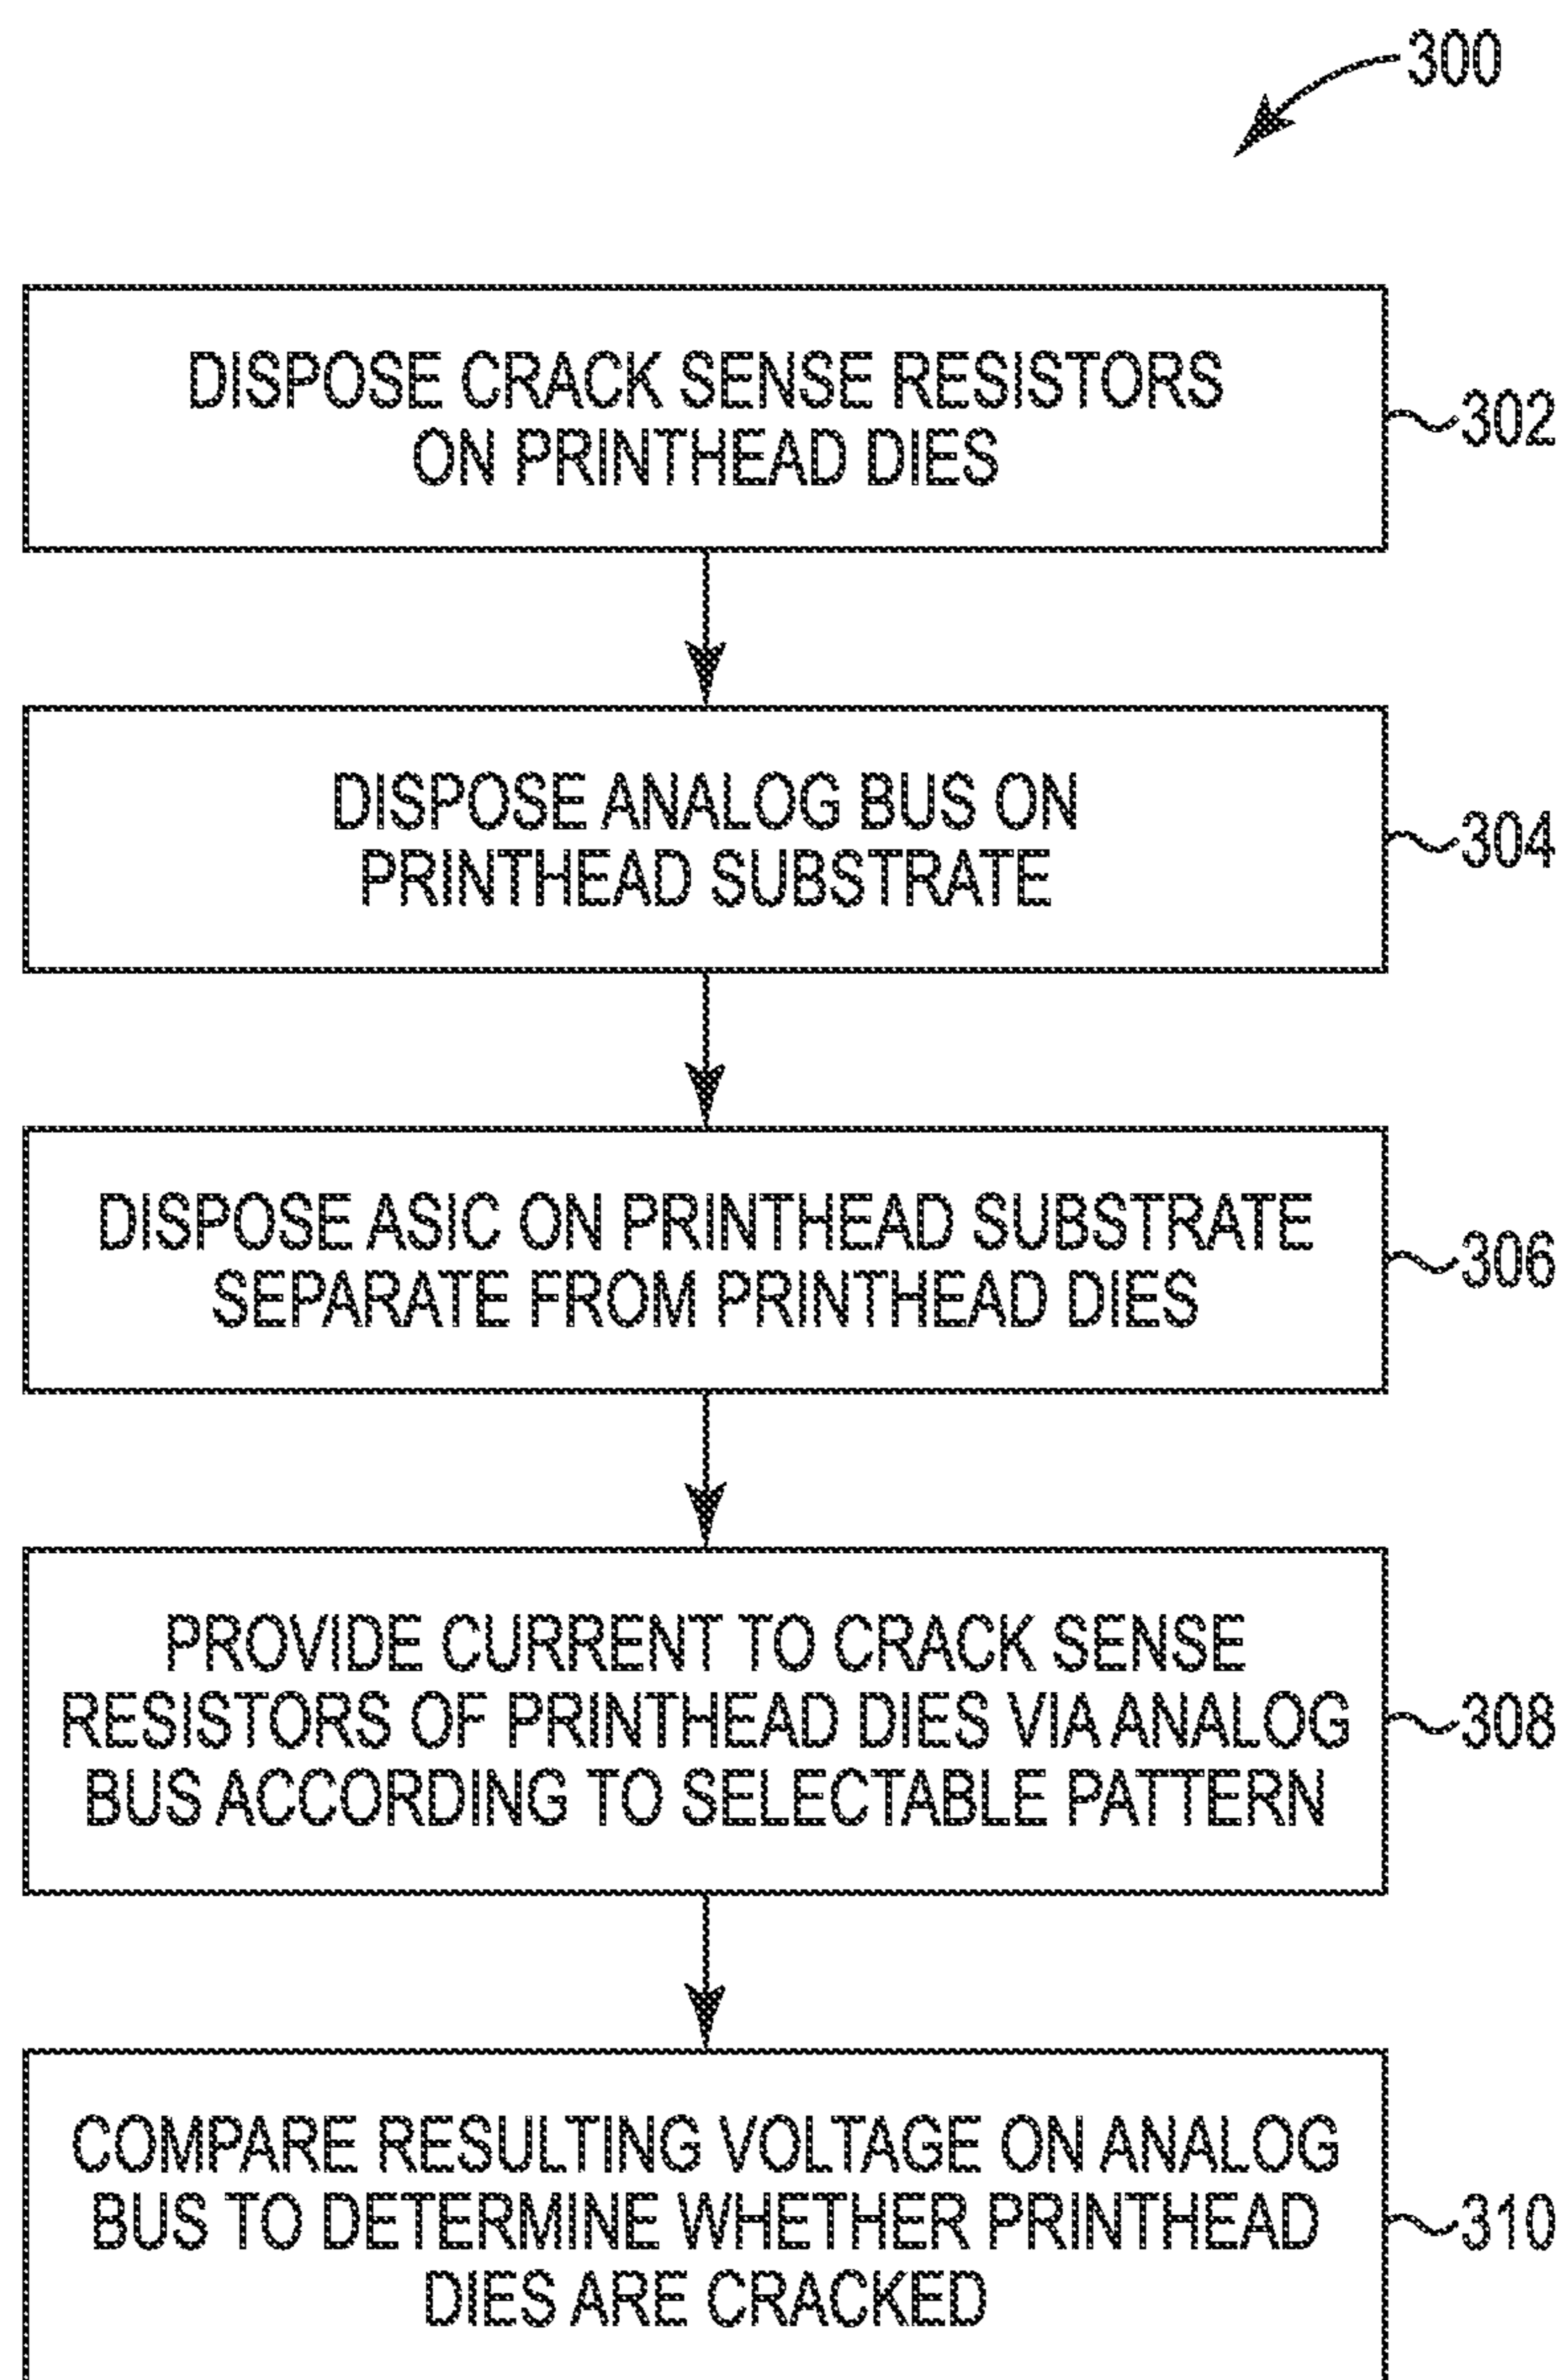 300
DISPOSE CRACK SENSE RESISTORS
ON PRINTHEAD DIES
302
DISPOSE ANALOG BUS ON
PRINTHEAD SUBSTRATE
304
DISPOSE ASIC ON PRINTHEAD SUBSTRATE
SEPARATE FROM PRINTHEAD DIES
306
PROVIDE CURRENT TO CRACK SENSE
RESISTORS OF PRINTHEAD DIES VIA ANALOG
BUS ACCORDING TO SELECTABLE PATTERN
308
COMPARE RESULTING VOLTAGE ON ANALOG
BUS TO DETERMINE WHETHER PRINTHEAD
DIES ARE CRACKED
310